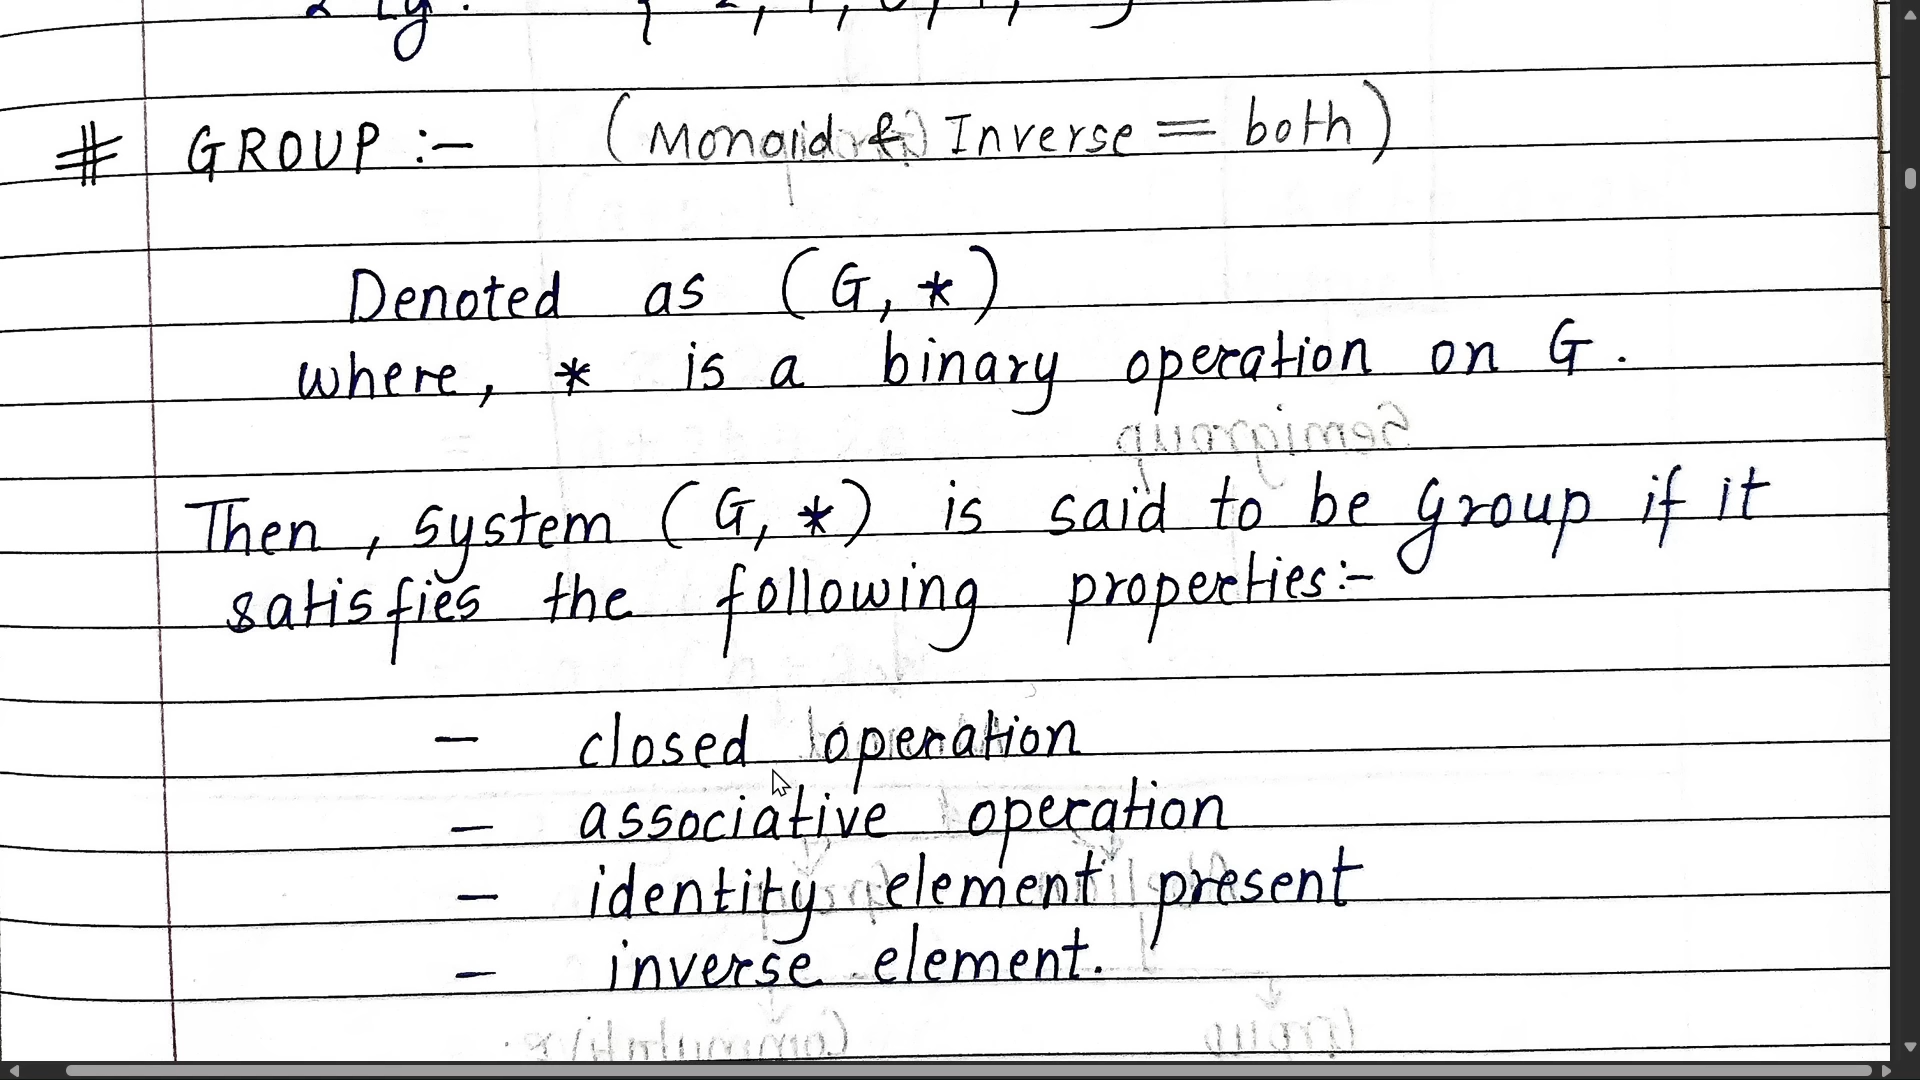 # GROUP :- (Monoid & Inverse = both)
Denoted as (G, *)
where, * is a binary operation on G.
Then, system (G, *) is said to be group if it
satisfies the following properties:-
- closed operation
- associative operation
- identity element present
- inverse element.